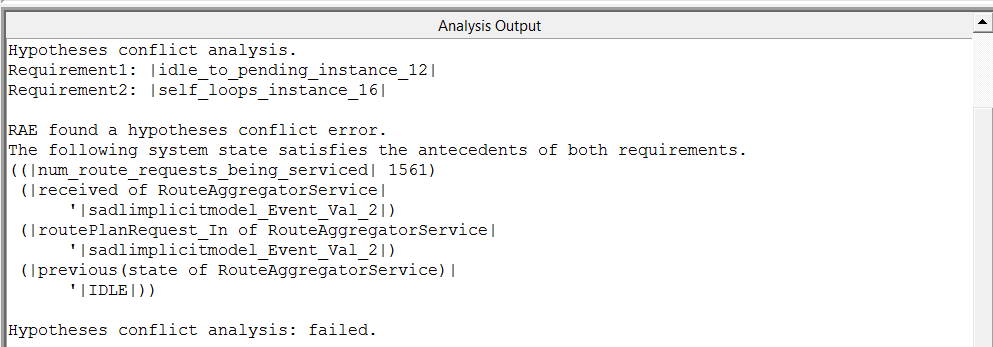 Analysis Output
Hypotheses conflict analysis.
Requirement1: |idle_to_pending_instance_12|
Requirement2: |self_loops_instance_16|
RAE found a hypotheses conflict error.
The following system state satisfies the antecedents of both requirements.
((|num_route_requests_being_serviced| 1561)
(|received of RouteAggregatorService|
'|sadlimplicitmodel_Event_Val_2|)
(|routePlanRequest_In of RouteAggregatorService|
'|sadlimplicitmodel_Event_Val_2|)
(|previous(state of RouteAggregatorService)|
'|IDLE|))
Hypotheses conflict analysis: failed.